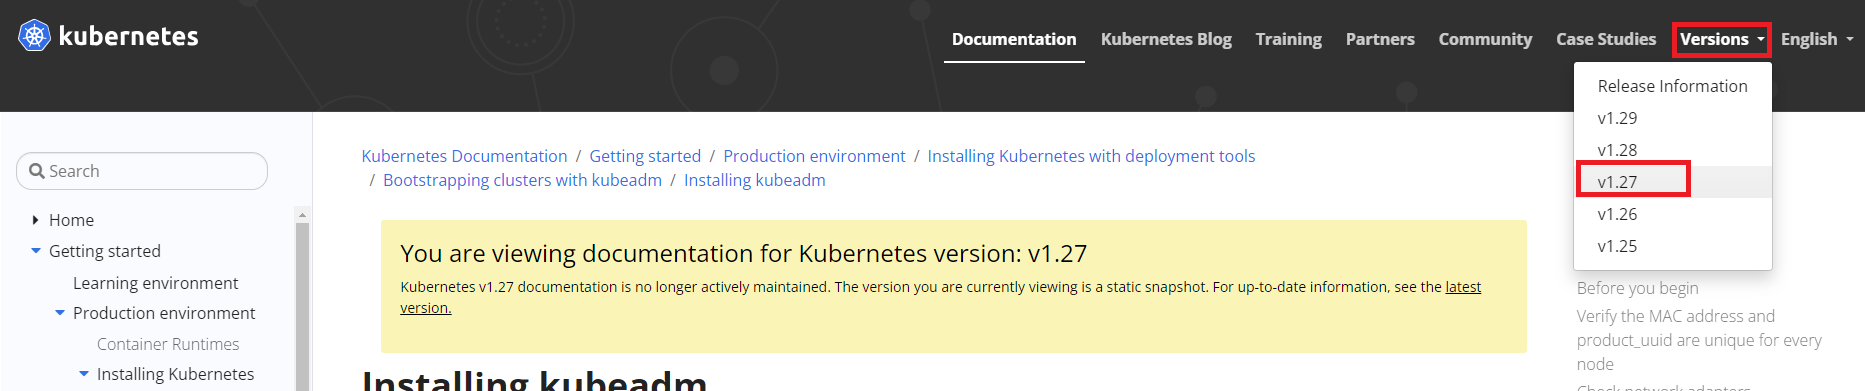 kubernetes
Documentation Kubernetes Blog Training Partners Community Case Studies Versions English
Release Information
v1.29
v1.28
v1.27
v1.26
v1.25
Search
Home
Getting started
Learning environment
Production environment
Container Runtimes
Installing Kubernetes
Kubernetes Documentation / Getting started / Production environment / Installing Kubernetes with deployment tools
/ Bootstrapping clusters with kubeadm / Installing kubeadm
You are viewing documentation for Kubernetes version: v1.27
Kubernetes v1.27 documentation is no longer actively maintained. The version you are currently viewing is a static snapshot. For up-to-date information, see the latest
version.
Installing kubeadm
Before you begin
Verify the MAC address and
product_uuid are unique for every
node
Check network adapters